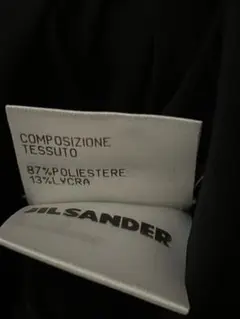 COMPOSIZIONE
TESSUTO
87%POLIESTERE
13%LYCRA
JIL SANDER